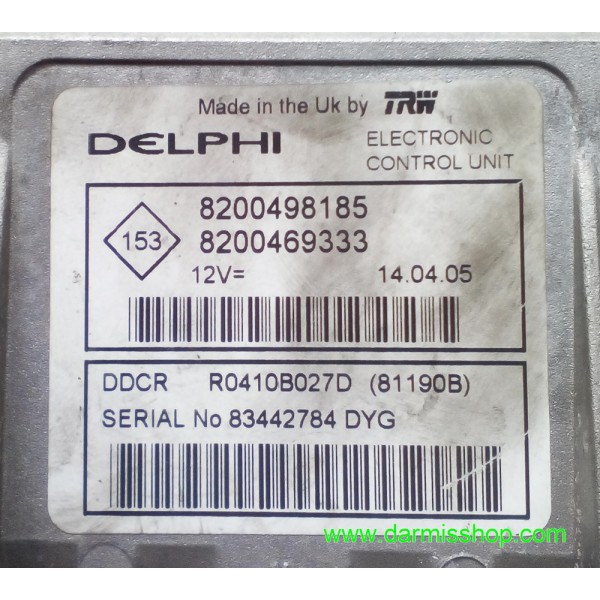 Made in the Uk by TRW
DELPHI ELECTRONIC
CONTROL UNIT
153
8200498185
8200469333
12V= 14.04.05
DDCR R0410B027D (81190B)
SERIAL No 83442784 DYG
www.darmisshop.com